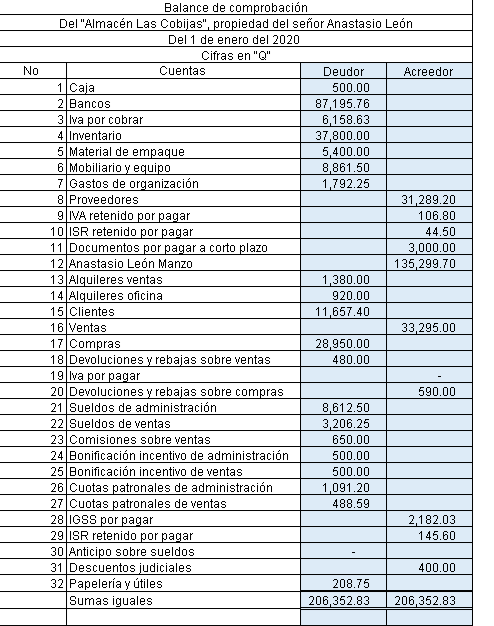 Balance de comprobación
Del "Almacén Las Cobijas", propiedad del señor Anastasio León
Del 1 de enero del 2020
Cifras en "Q"
No Cuentas Deudor Acreedor
1 Caja 500.00
2 Bancos 87,195.76
3 Iva por cobrar 6,158.63
4 Inventario 37,800.00
5 Material de empaque 5,400.00
6 Mobiliario y equipo 8,861.50
7 Gastos de organización 1,792.25
8 Proveedores 31,289.20
9 IVA retenido por pagar 106.80
10 ISR retenido por pagar 44.50
11 Documentos por pagar a corto plazo 3,000.00
12 Anastasio León Manzo 135,299.70
13 Alquileres ventas 1,380.00
14 Alquileres oficina 920.00
15 Clientes 11,657.40
16 Ventas 33,295.00
17 Compras 28,950.00
18 Devoluciones y rebajas sobre ventas 480.00
19 Iva por pagar -
20 Devoluciones y rebajas sobre compras 590.00
21 Sueldos de administración 8,612.50
22 Sueldos de ventas 3,206.25
23 Comisiones sobre ventas 650.00
24 Bonificación incentivo de administración 500.00
25 Bonificación incentivo de ventas 500.00
26 Cuotas patronales de administración 1,091.20
27 Cuotas patronales de ventas 488.59
28 IGSS por pagar 2,182.03
29 ISR retenido por pagar 145.60
30 Anticipo sobre sueldos -
31 Descuentos judiciales 400.00
32 Papelería y útiles 208.75
Sumas iguales 206,352.83 206,352.83